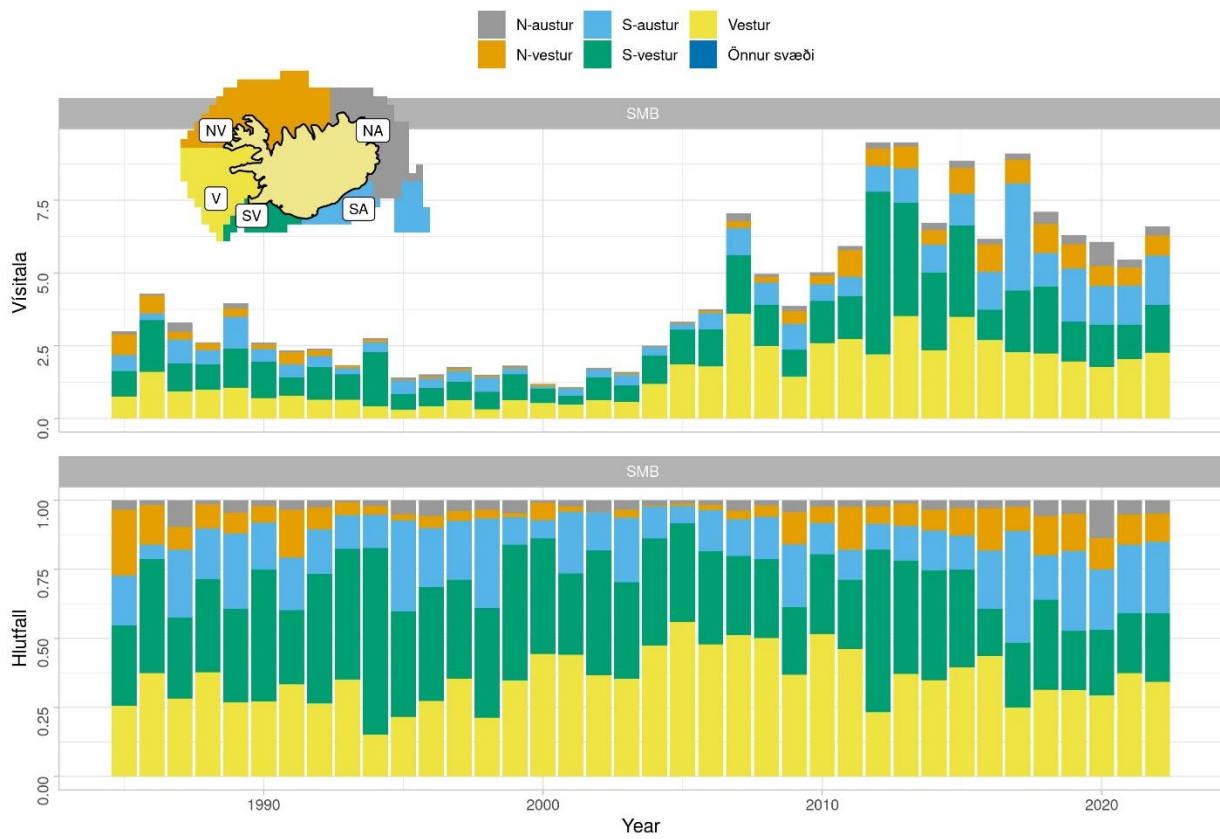 N-austur S-austur Vestur
N-vestur S-vestur Önnur svæði
SMB
NV NA
V SV SA
Vísitala
7.5
5.0
2.5
0.0
SMB
Hlutfall
1.00
0.75
0.50
0.25
0.00
1990 2000 2010 2020
Year